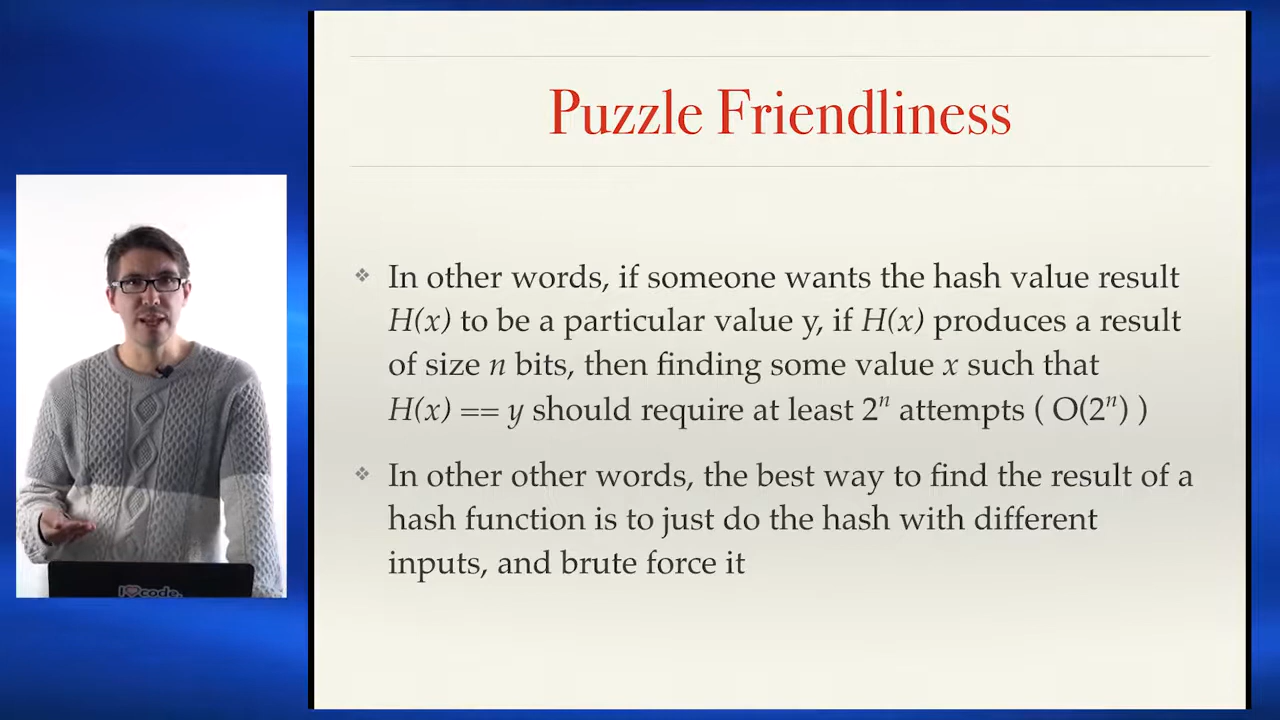 Puzzle Friendliness
❖ In other words, if someone wants the hash value result
H(x) to be a particular value y, if H(x) produces a result
of size n bits, then finding some value x such that
H(x) == y should require at least 2ⁿ attempts ( O(2ⁿ) )
❖ In other other words, the best way to find the result of a
hash function is to just do the hash with different
inputs, and brute force it
I❤code.